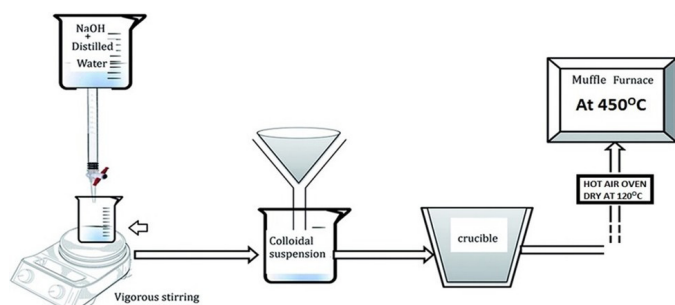 NaOH
+
Distilled
Water
Vigorous stirring
Colloidal
suspension
crucible
HOT AIR OVEN
DRY AT 120°C
Muffle Furnace
At 450°C